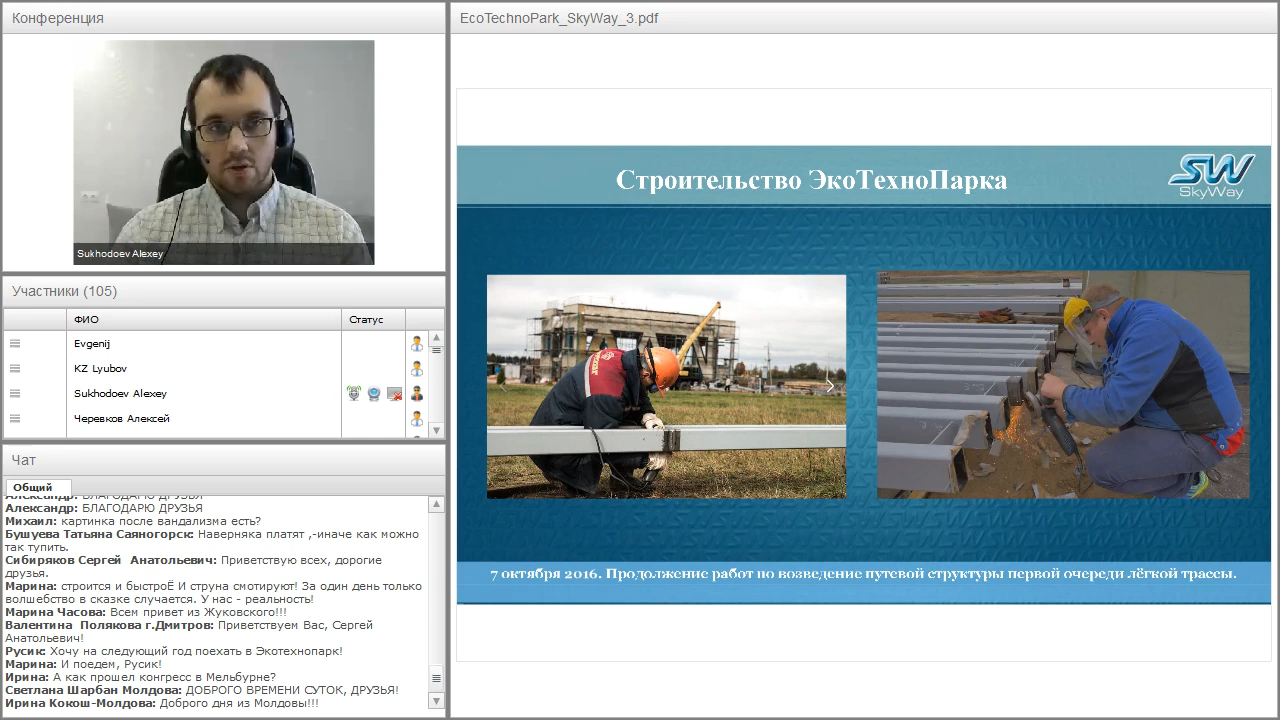 Конференция
Sukhodoev Alexey
Участники (105)
ФИО
Статус
Evgenij
KZ Lyubov
Sukhodoev Alexey
Черевков Алексей
Чат
Общий
Александр: БЛАГОДАРЮ ДРУЗЬЯ
Александр: БЛАГОДАРЮ ДРУЗЬЯ
Михаил: картинка после вандализма есть?
Бушуева Татьяна Саяногорск: Наверняка платят ,-иначе как можно
так тупить.
Сибиряков Сергей Анатольевич: Приветствую всех, дорогие
друзья.
Марина: строится и быстроЁ И струна смотируют! За один день только
волшебство в сказке случается. У нас - реальность!
Марина Часова: Всем привет из Жуковского!!!
Валентина Полякова г.Дмитров: Приветствуем Вас, Сергей
Анатольевич!
Русик: Хочу на следующий год поехать в Экотехнопарк!
Марина: И поедем, Русик!
Ирина: А как прошел конгресс в Мельбурне?
Светлана Шарбан Молдова: ДОБРОГО ВРЕМЕНИ СУТОК, ДРУЗЬЯ!
Ирина Кокош-Молдова: Доброго дня из Молдовы!!!
EcoTechnoPark_SkyWay_3.pdf
Строительство ЭкоТехноПарка
SW
SkyWay
7 октября 2016. Продолжение работ по возведение путевой структуры первой очереди лёгкой трассы.